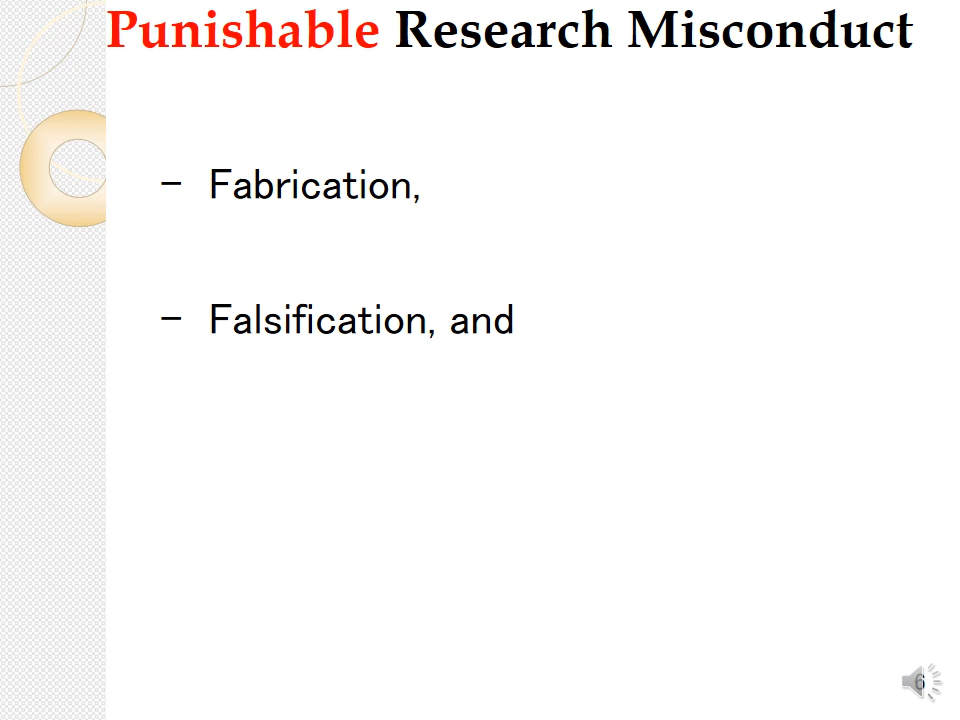 Punishable Research Misconduct
– Fabrication,
– Falsification, and
6